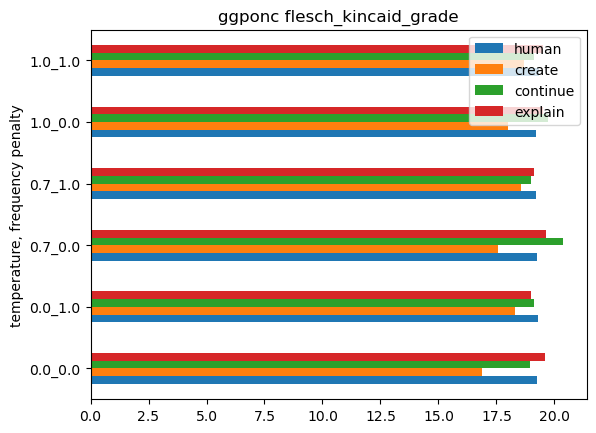 ggponc flesch_kincaid_grade
human
create
continue
explain
temperature, frequency penalty
1.0_1.0
1.0_0.0
0.7_1.0
0.7_0.0
0.0_1.0
0.0_0.0
0.0 2.5 5.0 7.5 10.0 12.5 15.0 17.5 20.0